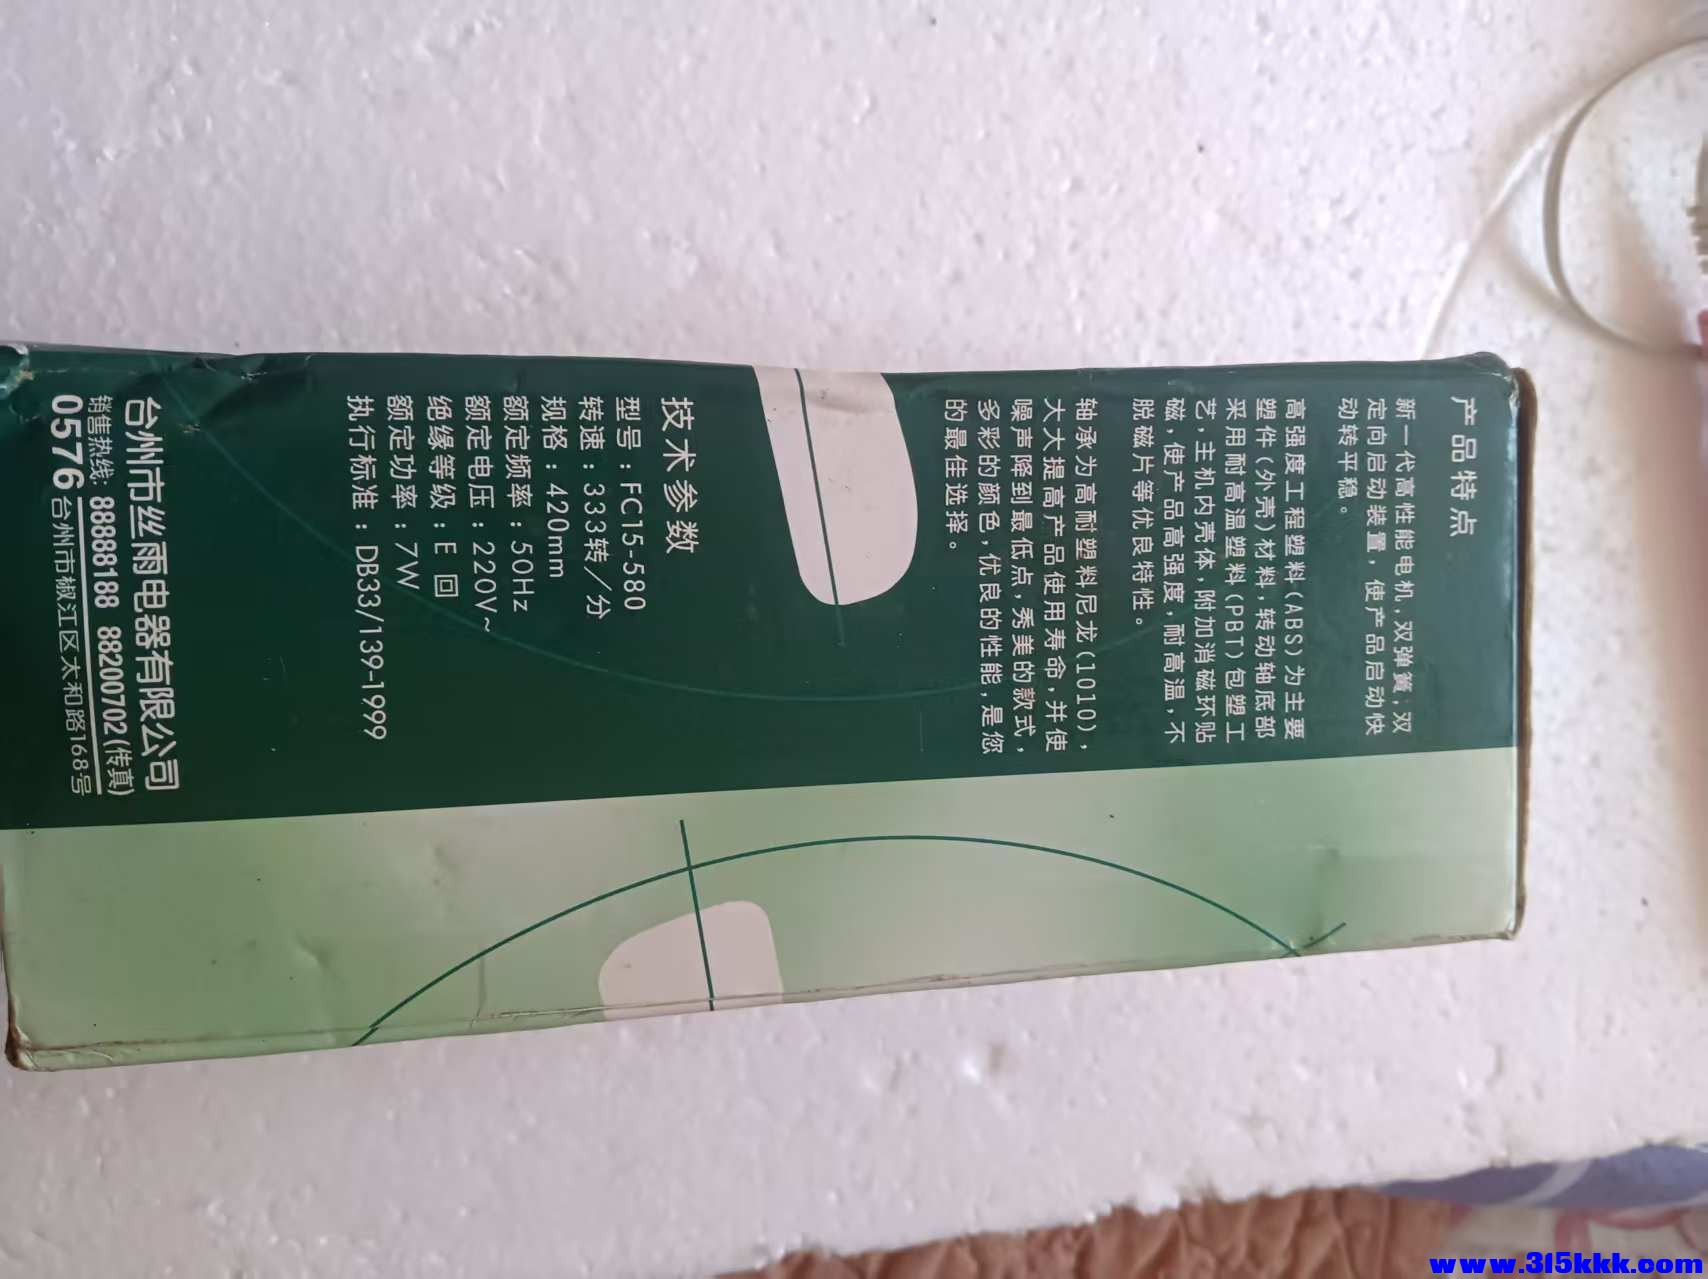 产品特点
新一代高性能电机,双弹簧,双
定向启动装置,使产品启动快
动转平稳。
高强度工程塑料(ABS)为主要
塑件(外壳)材料,转动轴底部
采用耐高温塑料(PBT)包塑工
艺,主机内壳体,附加消磁环贴
磁,使产品高强度,耐高温,不
脱磁片等优良特性。
轴承为高耐塑料尼龙(1010),
大大提高产品使用寿命,并使
噪声降到最低点,秀美的款式,
多彩的颜色,优良的性能,是您
的最佳选择。
技术参数
型号:FC15-580
转速:333转/分
规格:420mm
额定频率:50Hz
额定电压:220V~
绝缘等级:E 回
额定功率:7W
执行标准:DB33/139-1999
台州市丝雨电器有限公司
销售热线: 88888188 88200702(传真)
0576 台州市椒江区太和路168号
www.315kkk.com